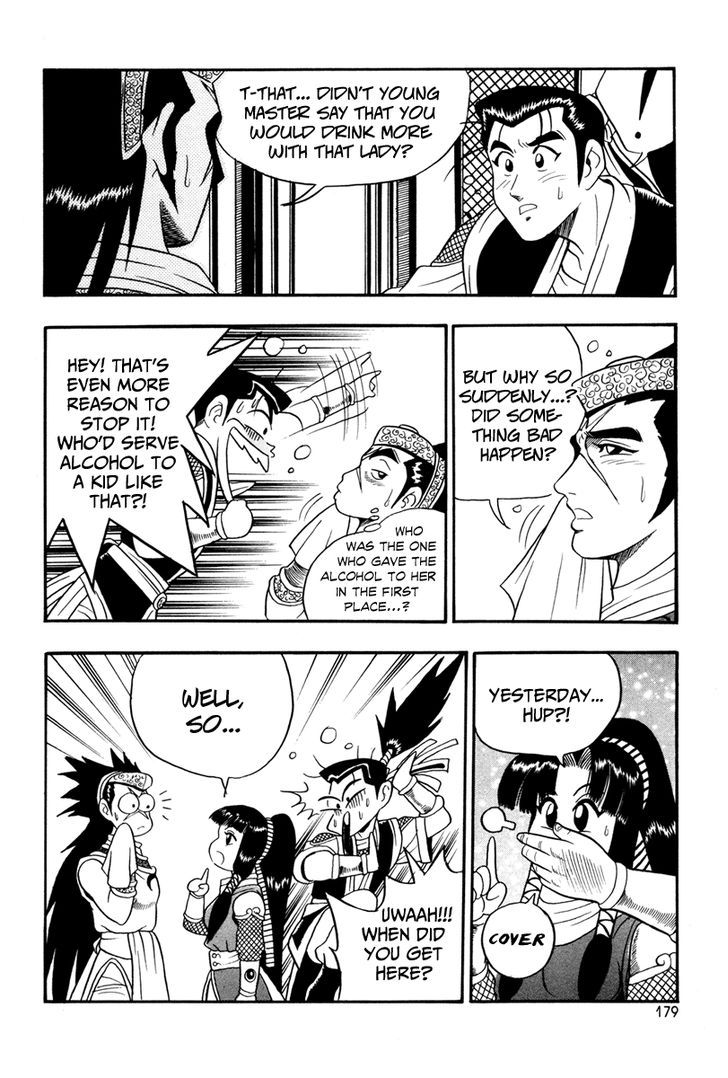 T-THAT... DIDN'T YOUNG
MASTER SAY THAT YOU
WOULD DRINK MORE
WITH THAT LADY?
HEY! THAT'S
EVEN MORE
REASON TO
STOP IT!
WHO'D SERVE
ALCOHOL TO
A KID LIKE
THAT?!
WHO
WAS THE ONE
WHO GAVE THE
ALCOHOL TO HER
IN THE FIRST
PLACE...?
BUT WHY SO
SUDDENLY...?
DID SOME-
THING BAD
HAPPEN?
WELL,
SO...
UWAAH!!!
WHEN DID
YOU GET
HERE?
YESTERDAY...
HUP?!
COVER
179